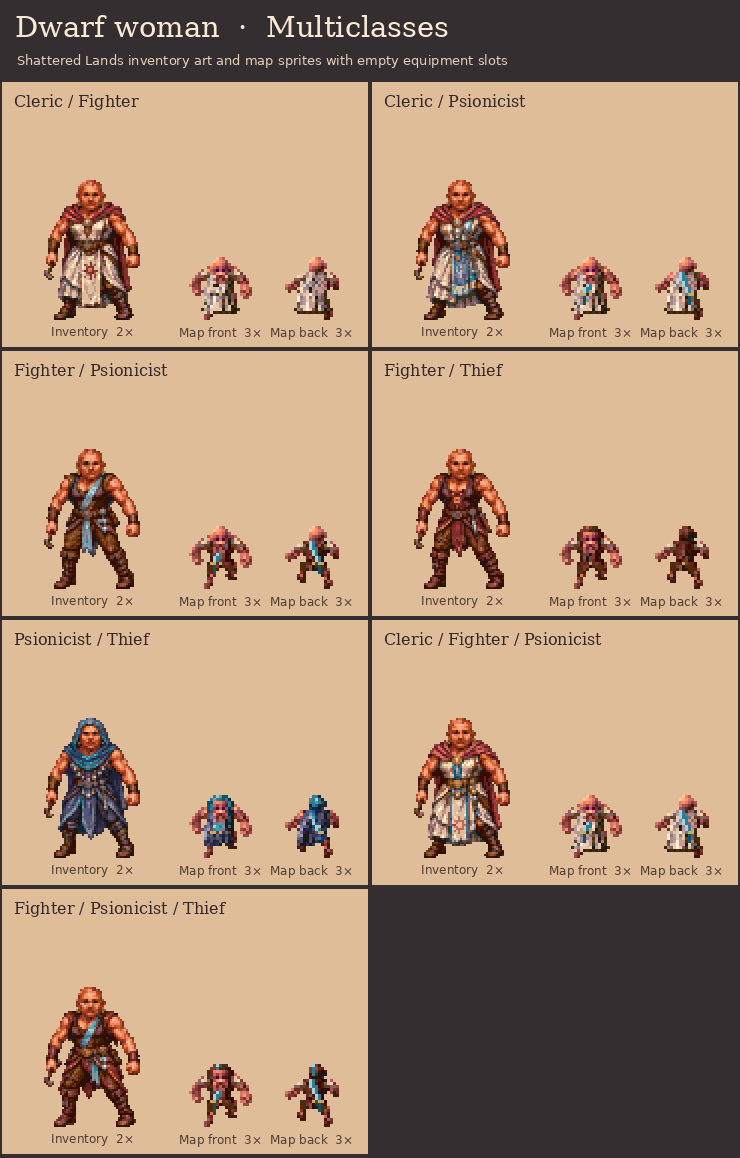 Dwarf woman · Multiclasses
Shattered Lands inventory art and map sprites with empty equipment slots
Cleric / Fighter
Inventory 2×
Map front 3×
Map back 3×
Cleric / Psionicist
Inventory 2×
Map front 3×
Map back 3×
Fighter / Psionicist
Inventory 2×
Map front 3×
Map back 3×
Fighter / Thief
Inventory 2×
Map front 3×
Map back 3×
Psionicist / Thief
Inventory 2×
Map front 3×
Map back 3×
Cleric / Fighter / Psionicist
Inventory 2×
Map front 3×
Map back 3×
Fighter / Psionicist / Thief
Inventory 2×
Map front 3×
Map back 3×